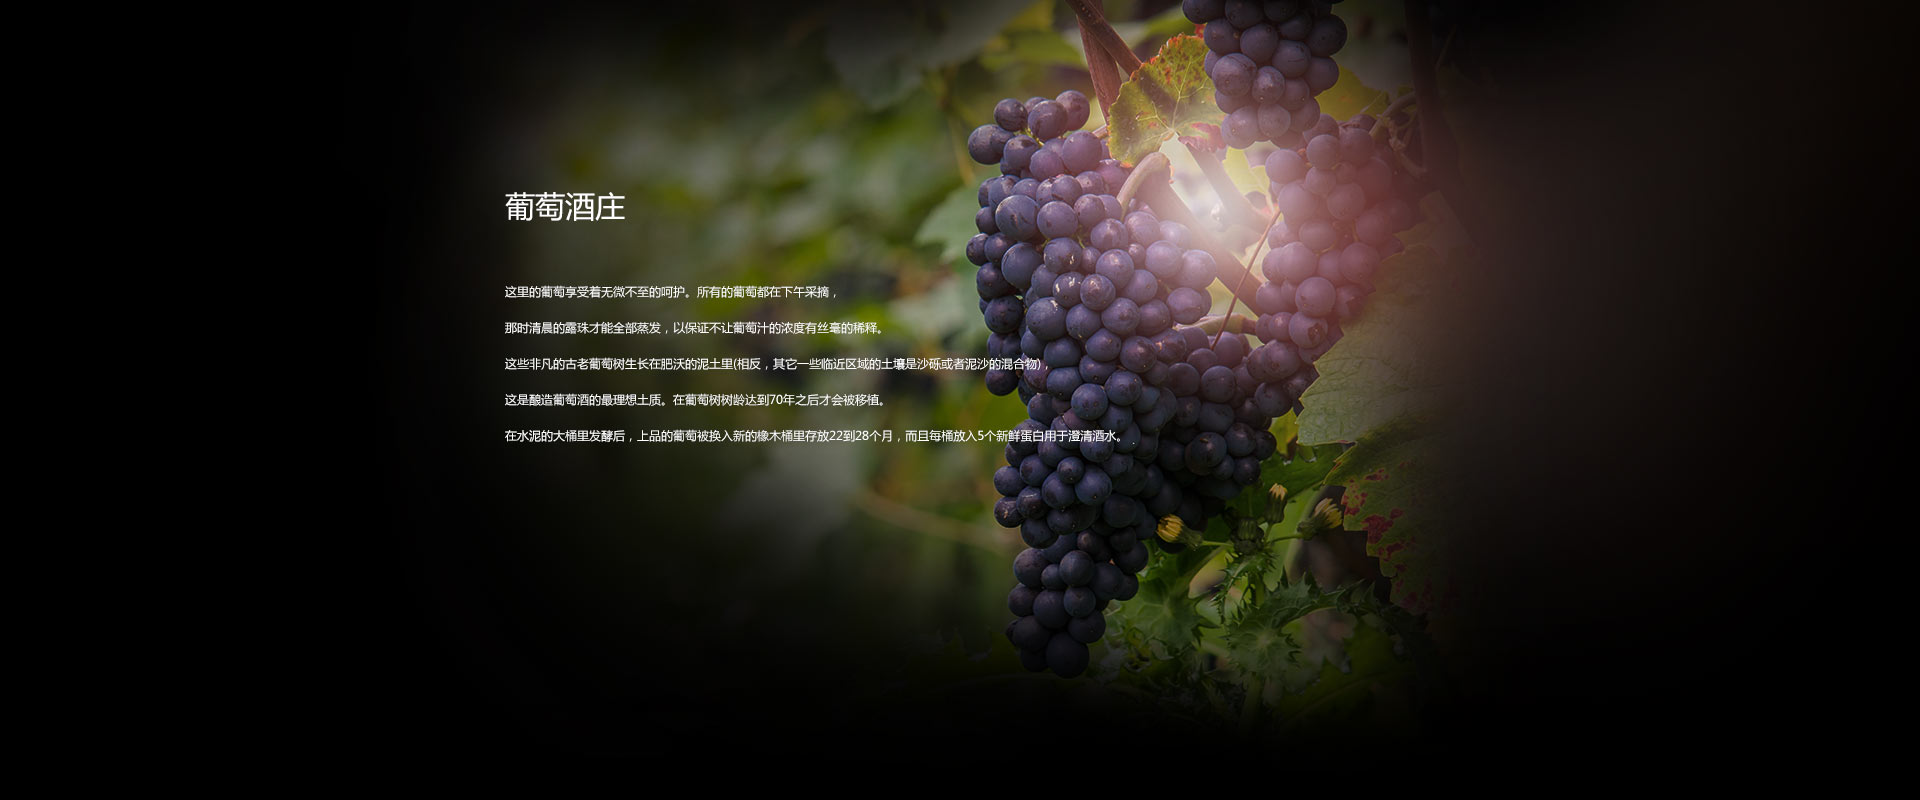 葡萄酒庄
这里的葡萄享受着无微不至的呵护。所有的葡萄都在下午采摘，
那时清晨的露珠才能全部蒸发，以保证不让葡萄汁的浓度有丝毫的稀释。
这些非凡的古老葡萄树生长在肥沃的泥土里(相反，其它一些临近区域的土壤是沙砾或者泥沙的混合物)，
这是酿造葡萄酒的最理想土质。在葡萄树树龄达到70年之后才会被移植。
在水泥的大桶里发酵后，上品的葡萄被换入新的橡木桶里存放22到28个月，而且每桶放入5个新鲜蛋白用于澄清酒水。